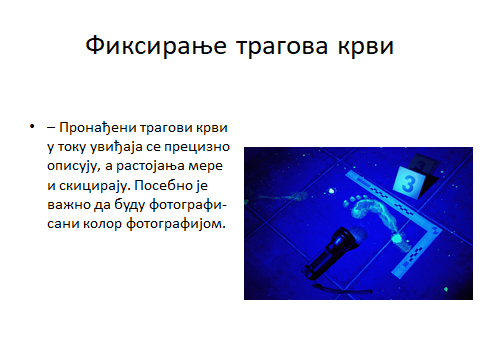 Фиксирање трагова крви
• – Пронађени трагови крви
у току увиђаја се прецизно
описују, а растојања мере
и скицирају. Посебно је
важно да буду фотографи-
сани колор фотографијом.
3
3